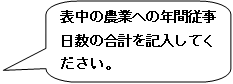 表中の農業への年間従事
日数の合計を記入してく
ださい。